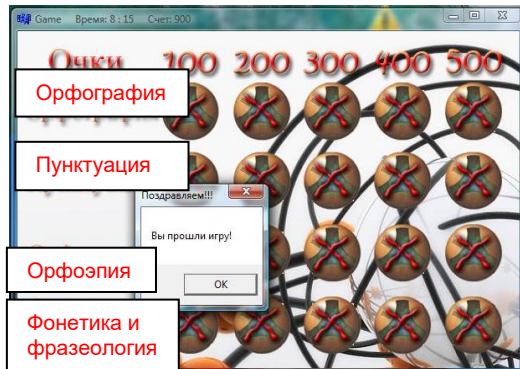 Game Время: 8 : 15 Счет: 900
Очки 100 200 300 400 500
Орфография
Пунктуация
Поздравляем!!!
Вы прошли игру!
OK
Орфоэпия
Фонетика и
фразеология